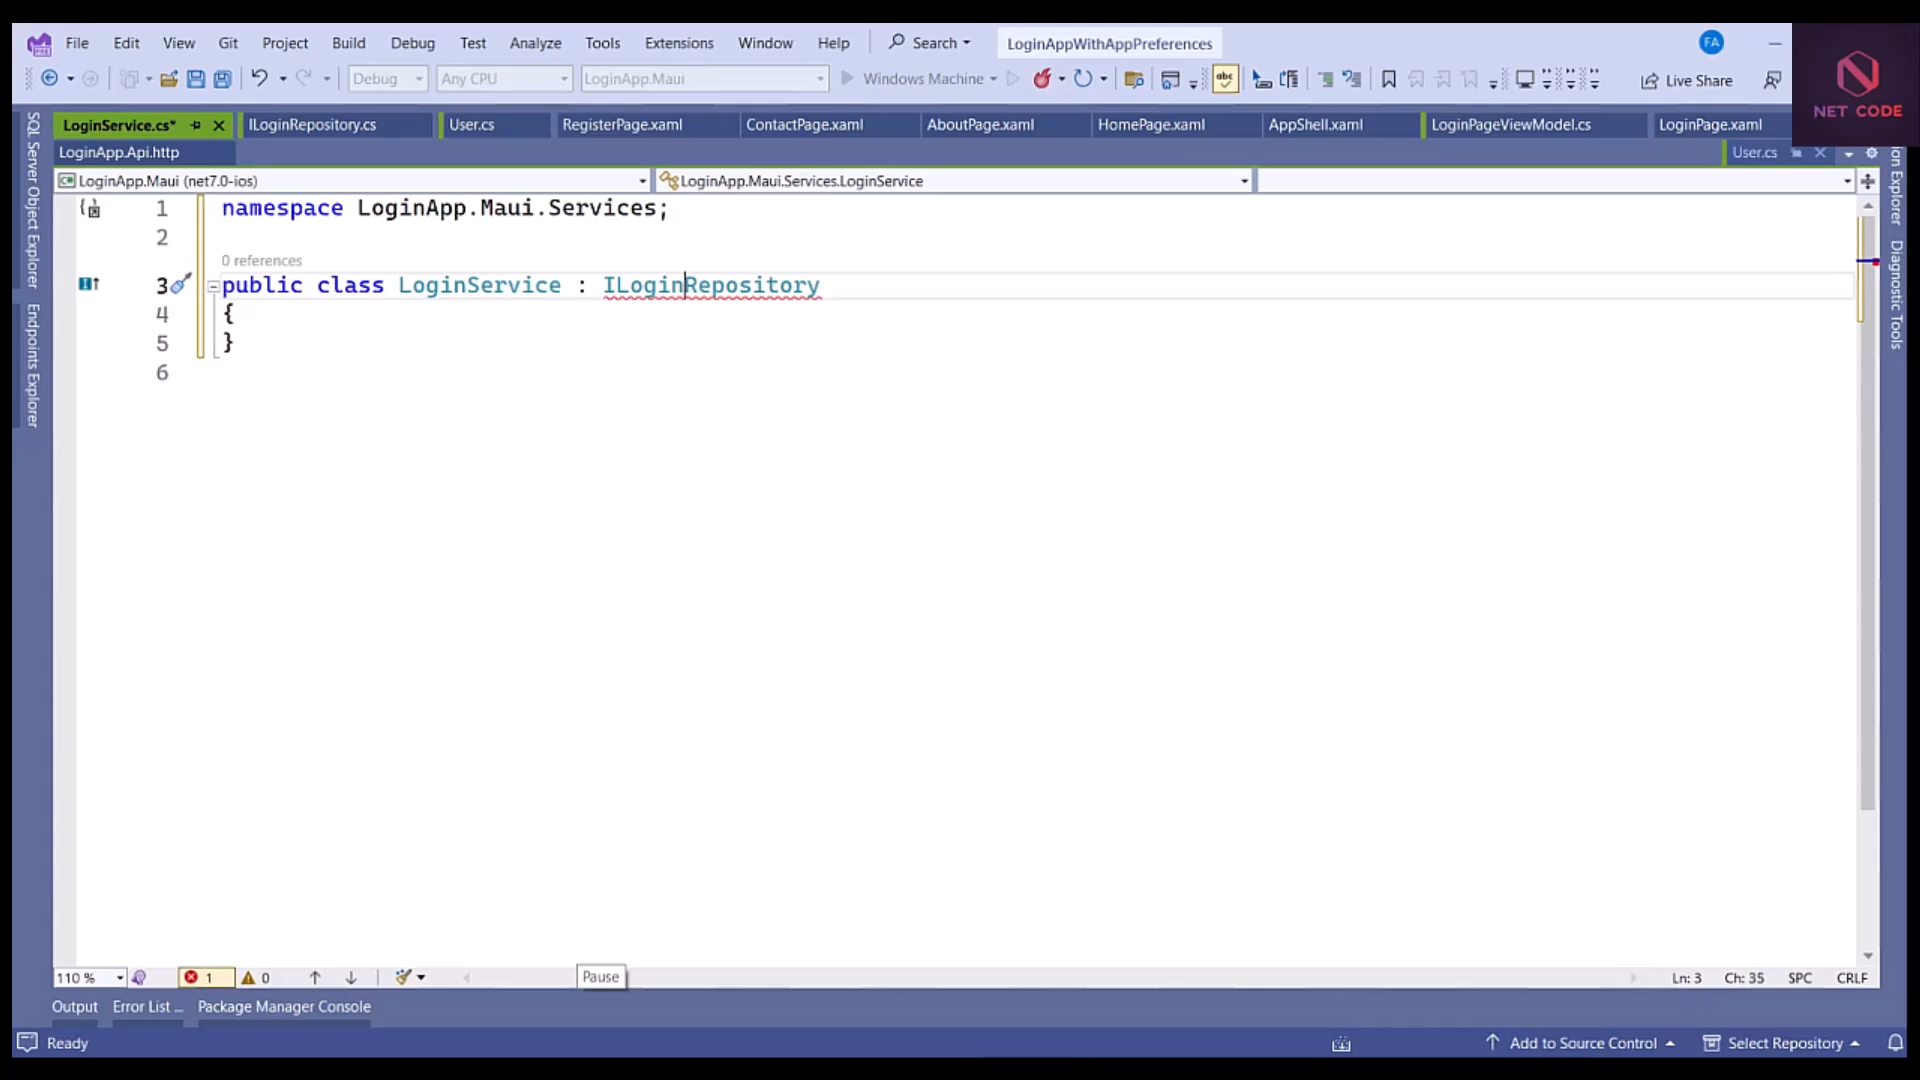 File Edit View Git Project Build Debug Test Analyze Tools Extensions Window Help Search LoginAppWithAppPreferences FA
Debug Any CPU LoginApp.Maui Windows Machine abc Live Share
NET CODE
LoginService.cs* ILoginRepository.cs User.cs RegisterPage.xaml ContactPage.xaml AboutPage.xaml HomePage.xaml AppShell.xaml LoginPageViewModel.cs LoginPage.xaml
LoginApp.Api.http User.cs
LoginApp.Maui (net7.0-ios) LoginApp.Maui.Services.LoginService
SQL Server Object Explorer
Endpoints Explorer
1 namespace LoginApp.Maui.Services;
2
0 references
3 public class LoginService : ILoginRepository
4 {
5 }
6
ion Explorer
Diagnostic Tools
110 % 1 0 Pause Ln: 3 Ch: 35 SPC CRLF
Output Error List ... Package Manager Console
Ready Add to Source Control Select Repository